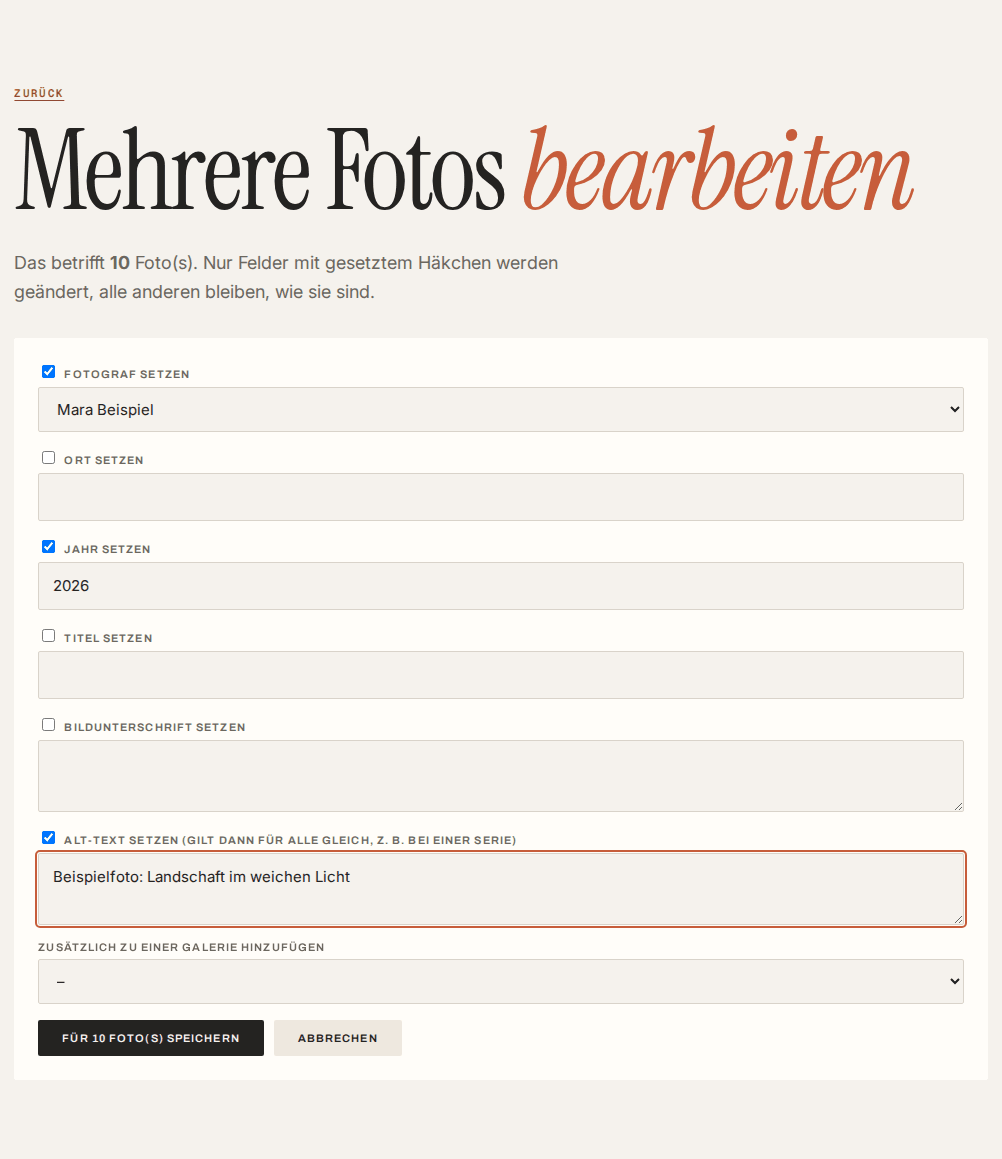 ZURÜCK
Mehrere Fotos bearbeiten
Das betrifft 10 Foto(s). Nur Felder mit gesetztem Häkchen werden
geändert, alle anderen bleiben, wie sie sind.
FOTOGRAF SETZEN
Mara Beispiel
ORT SETZEN
JAHR SETZEN
2026
TITEL SETZEN
BILDUNTERSCHRIFT SETZEN
ALT-TEXT SETZEN (GILT DANN FÜR ALLE GLEICH, Z. B. BEI EINER SERIE)
Beispielfoto: Landschaft im weichen Licht
ZUSÄTZLICH ZU EINER GALERIE HINZUFÜGEN
–
FÜR 10 FOTO(S) SPEICHERN
ABBRECHEN